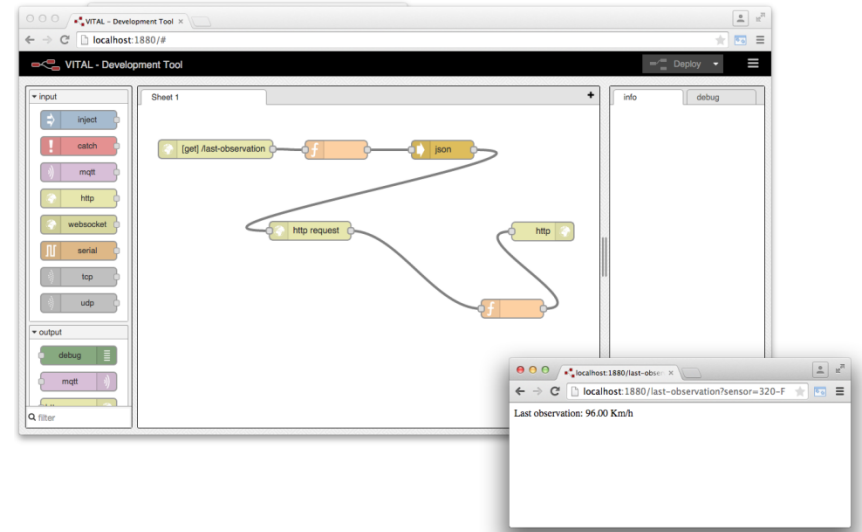 VITAL - Development Tool
localhost:1880/#
VITAL - Development Tool
Deploy
input
Sheet 1
info
debug
inject
catch
mqtt
http
websocket
serial
tcp
udp
[get] /last-observation
f
json
http request
http
f
output
debug
mqtt
filter
localhost:1880/last-obser
localhost:1880/last-observation?sensor=320-F
Last observation: 96.00 Km/h